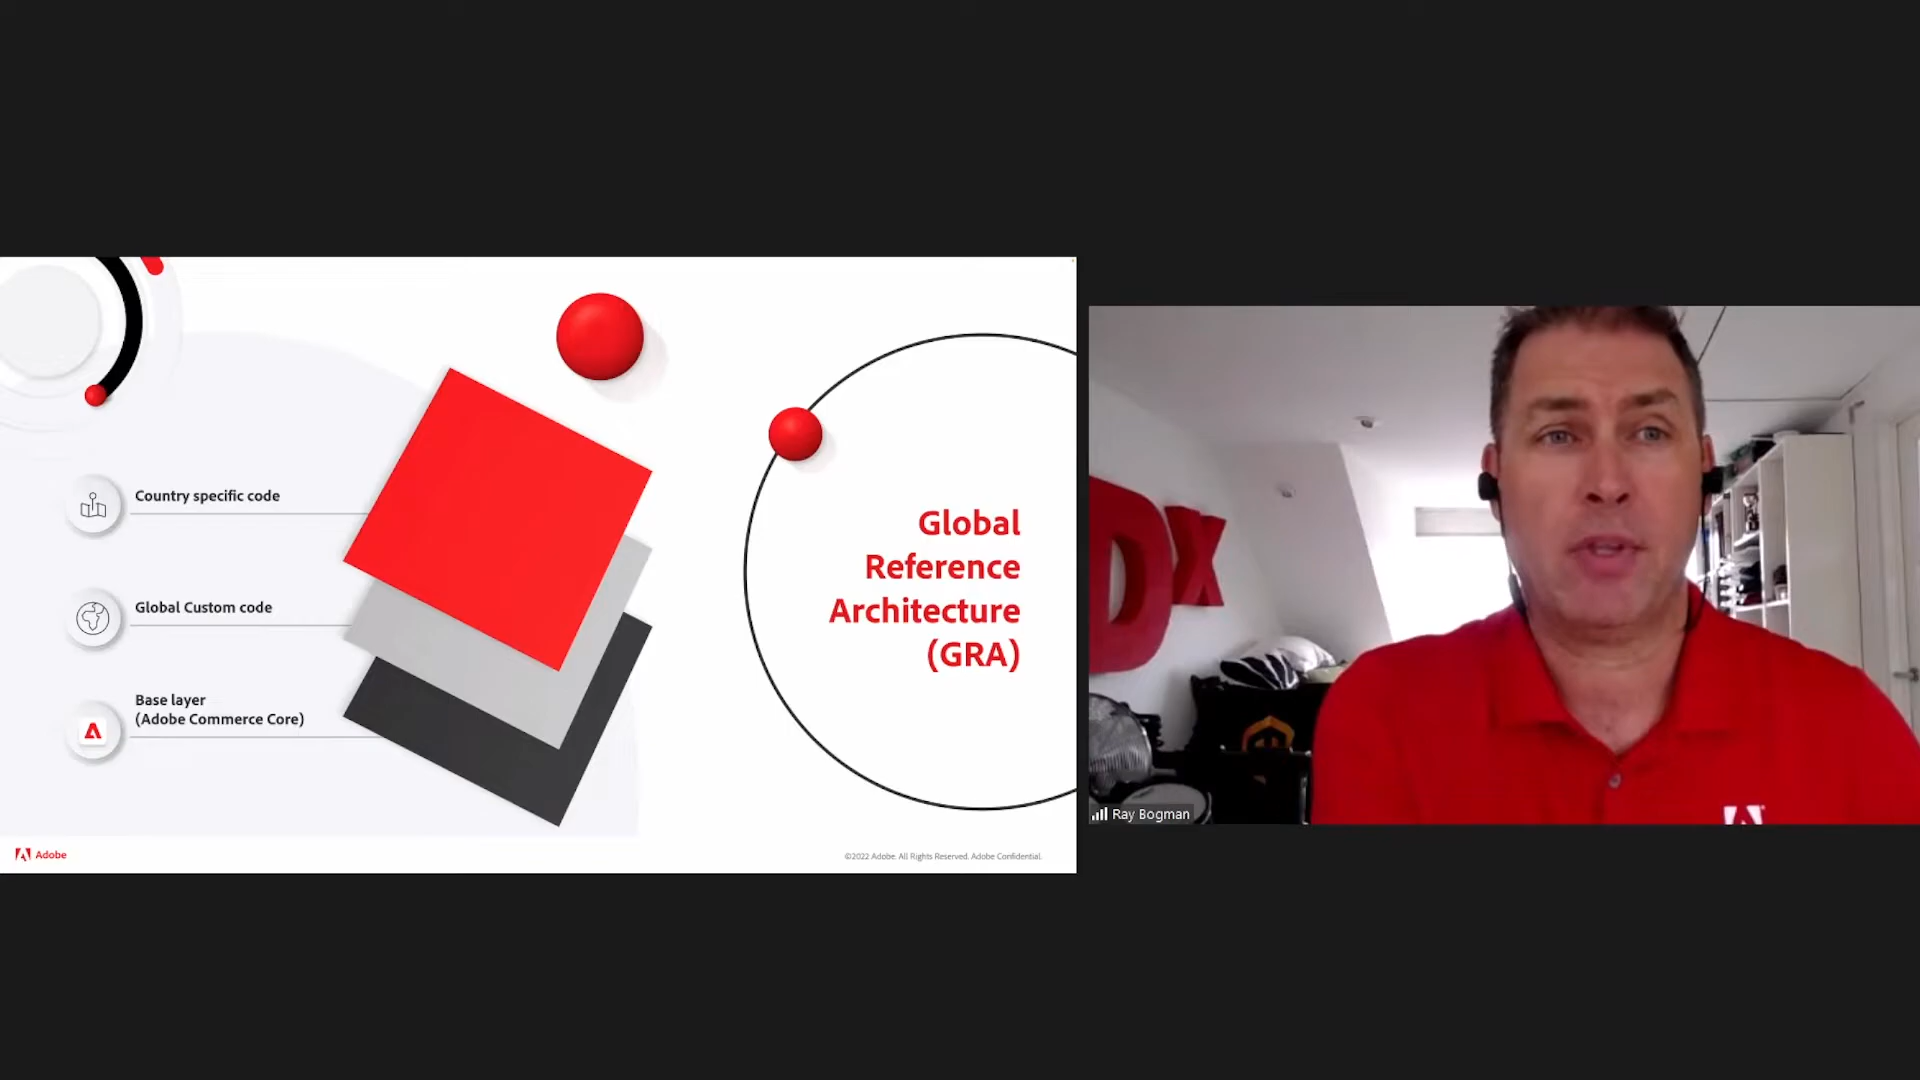 Country specific code
Global Custom code
Base layer
(Adobe Commerce Core)
Global
Reference
Architecture
(GRA)
Adobe
©2022 Adobe. All Rights Reserved. Adobe Confidential.
DX
Ray Bogman